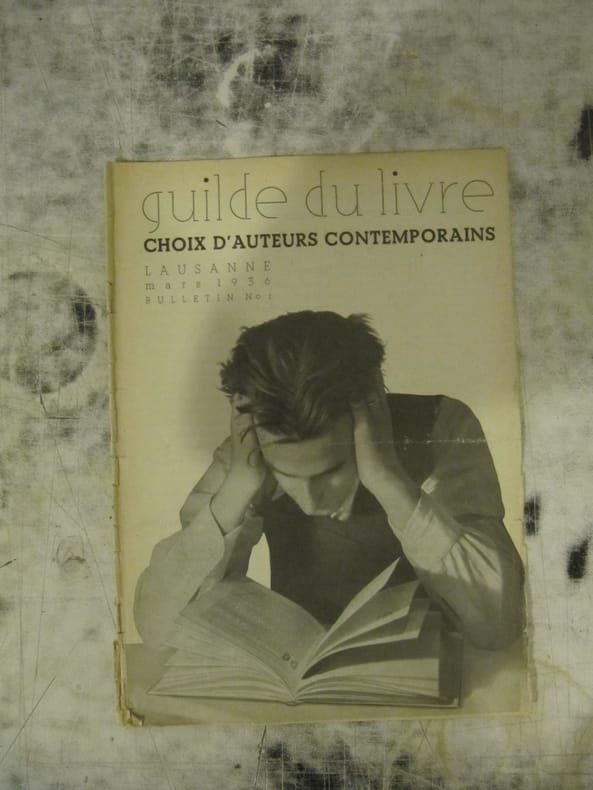 guilde du livre
CHOIX D'AUTEURS CONTEMPORAINS
LAUSANNE
mars 1936
BULLETIN No 1